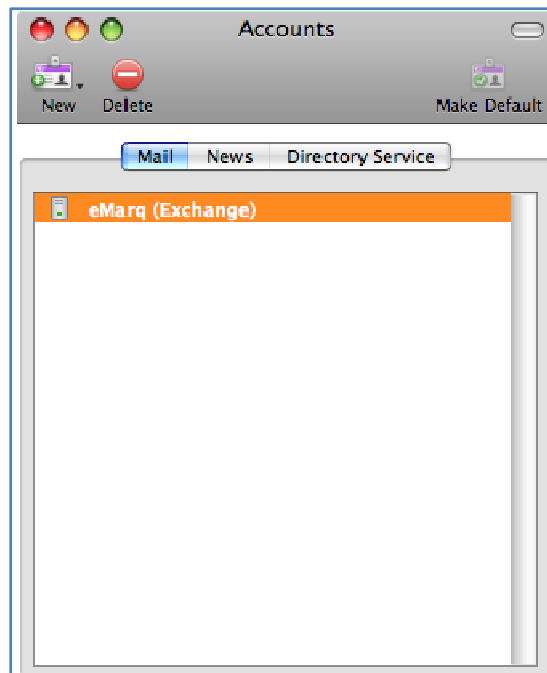 Accounts
New Delete Make Default
Mail News Directory Service
eMarq (Exchange)